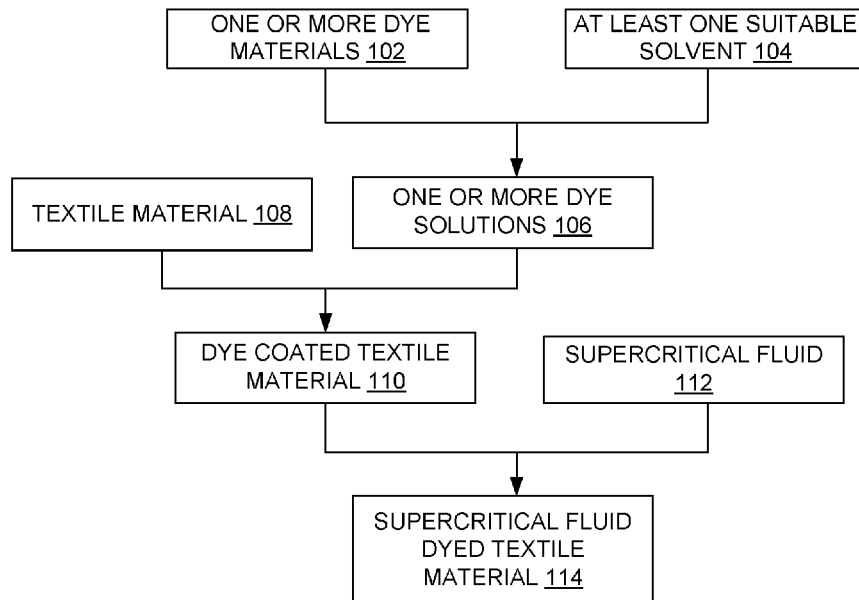 ONE OR MORE DYE
MATERIALS 102
AT LEAST ONE SUITABLE
SOLVENT 104
TEXTILE MATERIAL 108
ONE OR MORE DYE
SOLUTIONS 106
DYE COATED TEXTILE
MATERIAL 110
SUPERCRITICAL FLUID
112
SUPERCRITICAL FLUID
DYED TEXTILE
MATERIAL 114